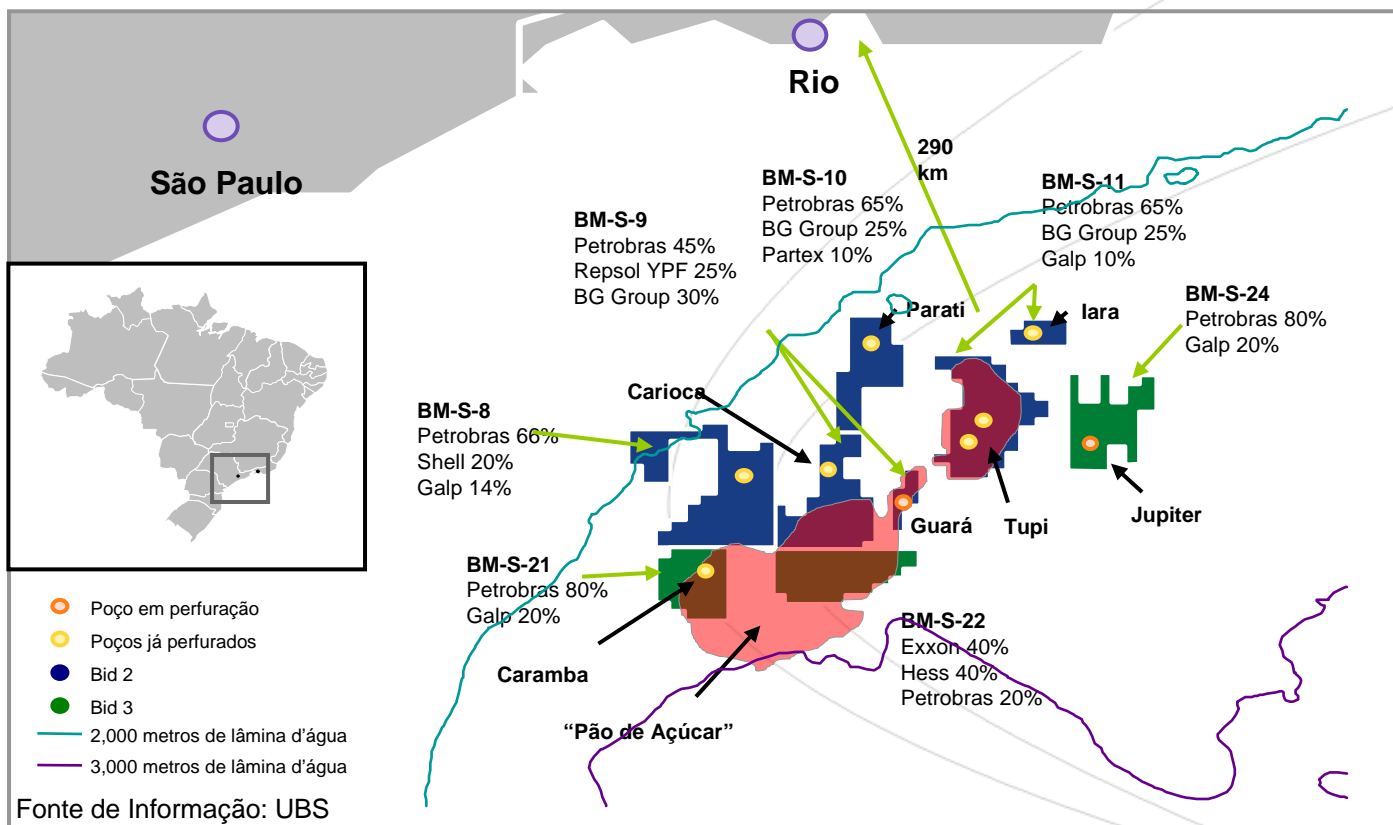 Rio
São Paulo
290
km
BM-S-10
Petrobras 65%
BG Group 25%
Partex 10%
BM-S-11
Petrobras 65%
BG Group 25%
Galp 10%
BM-S-9
Petrobras 45%
Repsol YPF 25%
BG Group 30%
BM-S-24
Petrobras 80%
Galp 20%
Parati
Iara
Carioca
BM-S-8
Petrobras 66%
Shell 20%
Galp 14%
Guará
Tupi
Jupiter
BM-S-21
Petrobras 80%
Galp 20%
Caramba
BM-S-22
Exxon 40%
Hess 40%
Petrobras 20%
“Pão de Açúcar”
Poço em perfuração
Poços já perfurados
Bid 2
Bid 3
2,000 metros de lâmina d’água
3,000 metros de lâmina d’água
Fonte de Informação: UBS